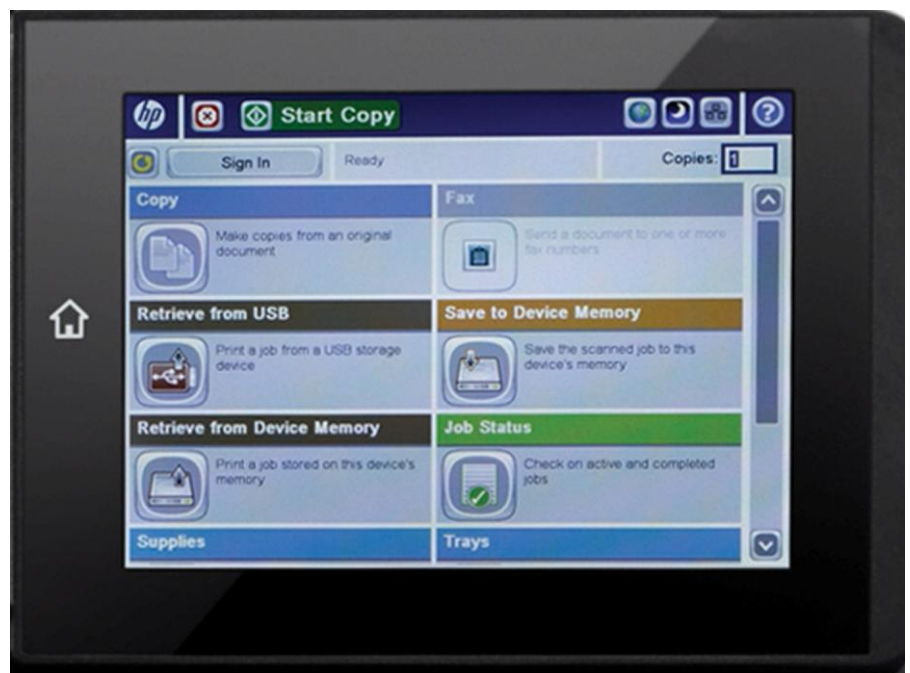 hp
Start Copy
?
Sign In
Ready
Copies: 1
Copy
Make copies from an original
document
Fax
Send a document to one or more
fax numbers
Retrieve from USB
Print a job from a USB storage
device
Save to Device Memory
Save the scanned job to this
device's memory
Retrieve from Device Memory
Print a job stored on this device's
memory
Job Status
Check on active and completed
jobs
Supplies
Trays